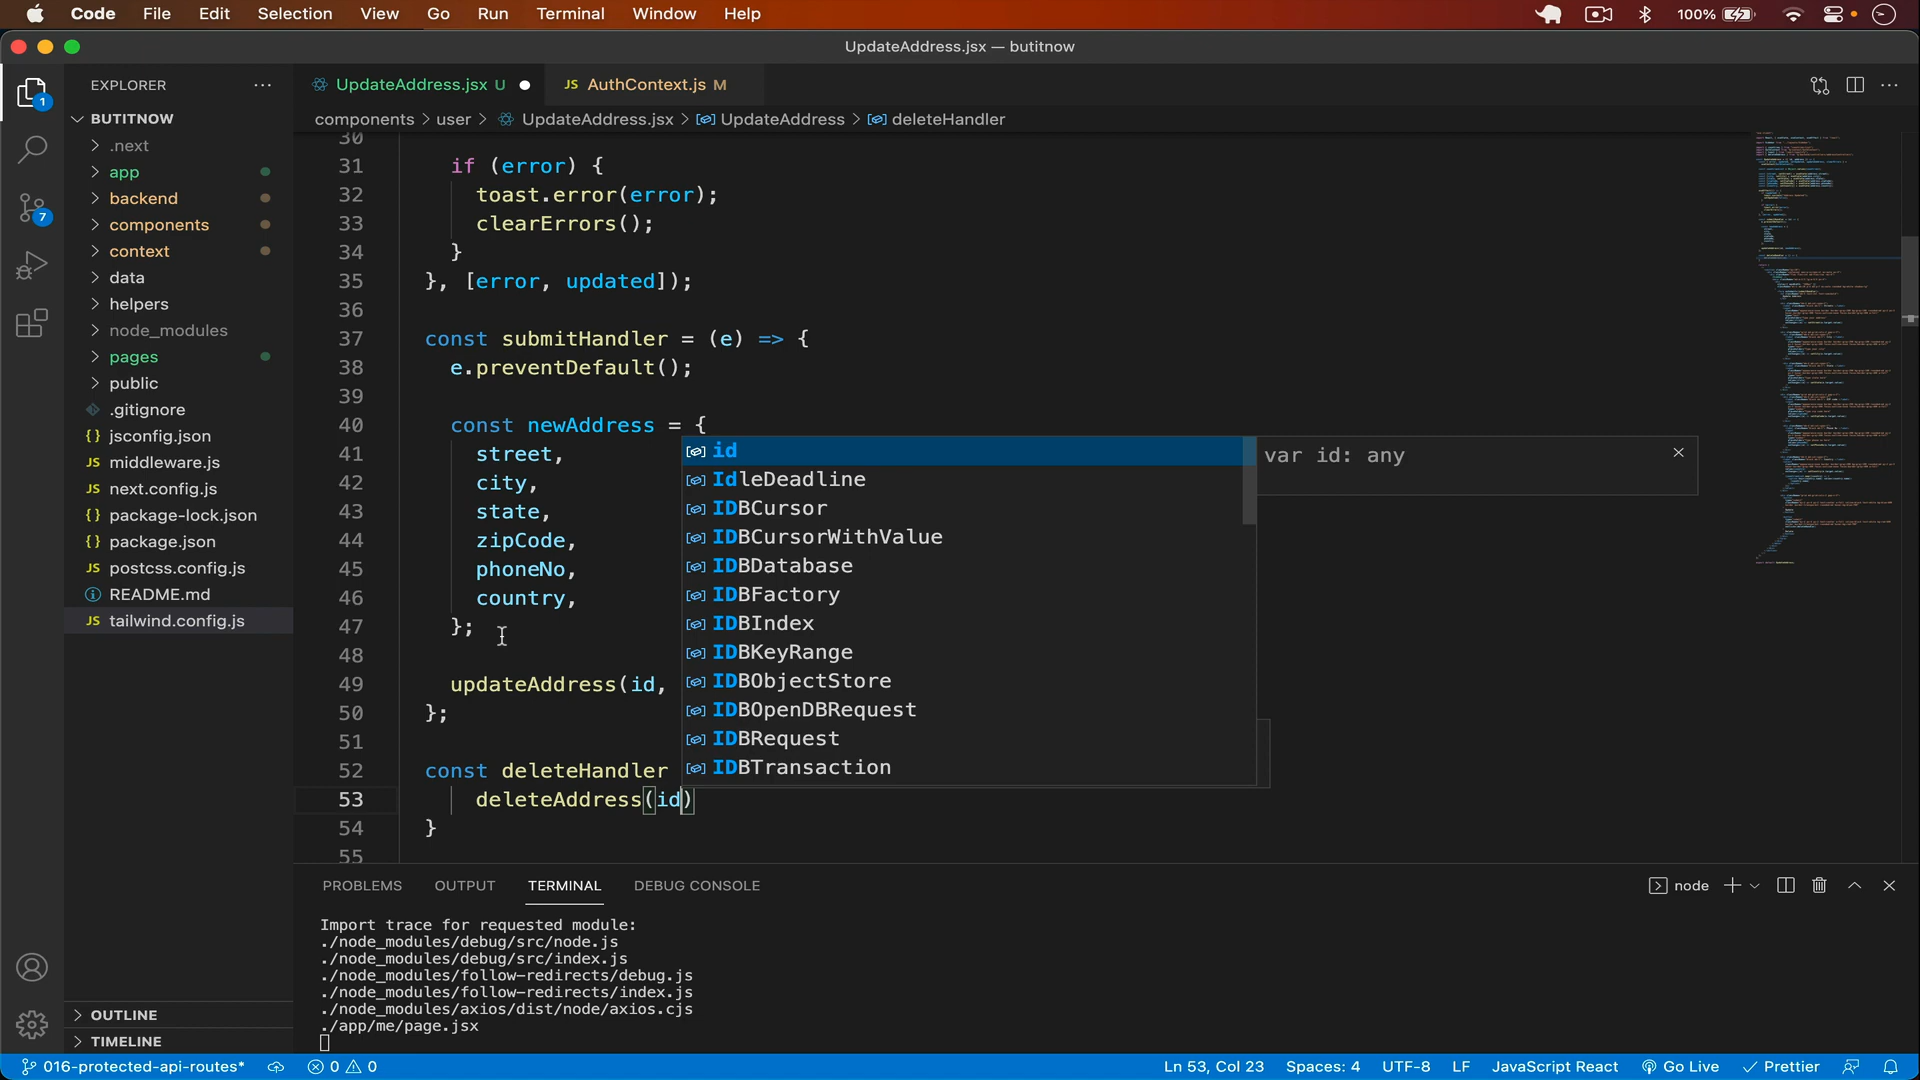 Code File Edit Selection View Go Run Terminal Window Help 100%
UpdateAddress.jsx — butitnow
EXPLORER
UpdateAddress.jsx U
JS AuthContext.js M
components > user > UpdateAddress.jsx > UpdateAddress > deleteHandler
1
7
BUTITNOW
.next
app
backend
components
context
data
helpers
node_modules
pages
public
.gitignore
{} jsconfig.json
JS middleware.js
JS next.config.js
{} package-lock.json
{} package.json
JS postcss.config.js
README.md
JS tailwind.config.js
OUTLINE
TIMELINE
30
31 if (error) {
32 toast.error(error);
33 clearErrors();
34 }
35 }, [error, updated]);
36
37 const submitHandler = (e) => {
38 e.preventDefault();
39
40 const newAddress = {
41 street,
42 city,
43 state,
44 zipCode,
45 phoneNo,
46 country,
47 };
48
49 updateAddress(id,
50 };
51
52 const deleteHandler
53 deleteAddress(id)
54 }
55
id
IdleDeadline
IDBCursor
IDBCursorWithValue
IDBDatabase
IDBFactory
IDBIndex
IDBKeyRange
IDBObjectStore
IDBOpenDBRequest
IDBRequest
IDBTransaction
var id: any
PROBLEMS OUTPUT TERMINAL DEBUG CONSOLE
node
Import trace for requested module:
./node_modules/debug/src/node.js
./node_modules/debug/src/index.js
./node_modules/follow-redirects/debug.js
./node_modules/follow-redirects/index.js
./node_modules/axios/dist/node/axios.cjs
./app/me/page.jsx
016-protected-api-routes* 0 0 Ln 53, Col 23 Spaces: 4 UTF-8 LF JavaScript React Go Live Prettier